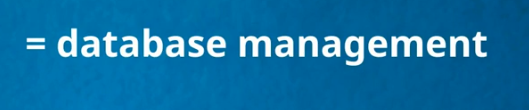 = database management